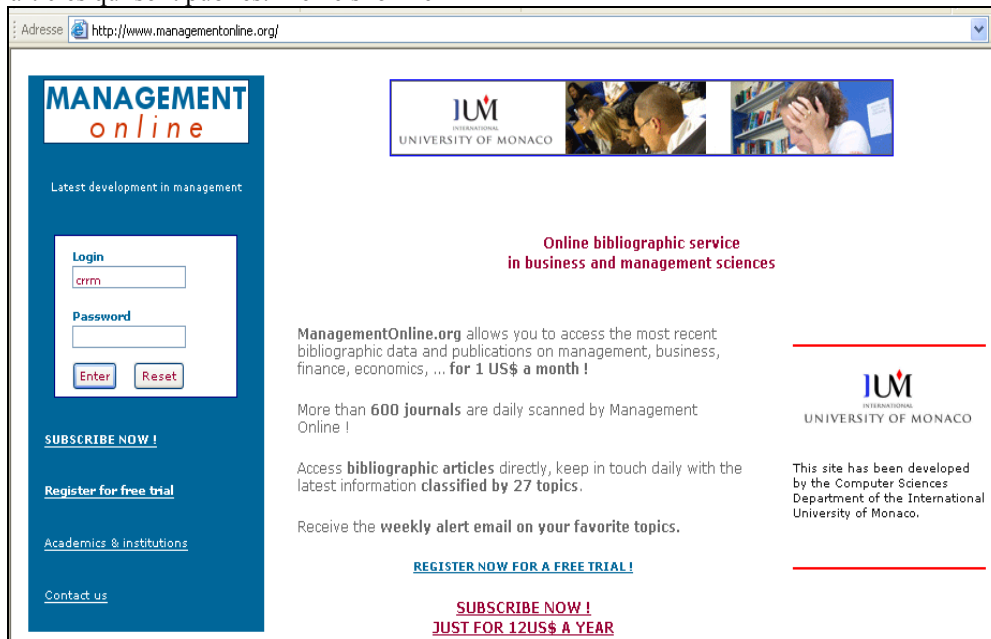 Adresse http://www.managementonline.org/
MANAGEMENT
online
Latest development in management
Login
crrm
Password
Enter Reset
SUBSCRIBE NOW !
Register for free trial
Academics & institutions
Contact us
IUM
INTERNATIONAL
UNIVERSITY OF MONACO
Online bibliographic service
in business and management sciences
ManagementOnline.org allows you to access the most recent
bibliographic data and publications on management, business,
finance, economics, ... for 1 US$ a month !
More than 600 journals are daily scanned by Management
Online !
Access bibliographic articles directly, keep in touch daily with the
latest information classified by 27 topics.
Receive the weekly alert email on your favorite topics.
REGISTER NOW FOR A FREE TRIAL !
SUBSCRIBE NOW !
JUST FOR 12US$ A YEAR
IUM
INTERNATIONAL
UNIVERSITY OF MONACO
This site has been developed
by the Computer Sciences
Department of the International
University of Monaco.